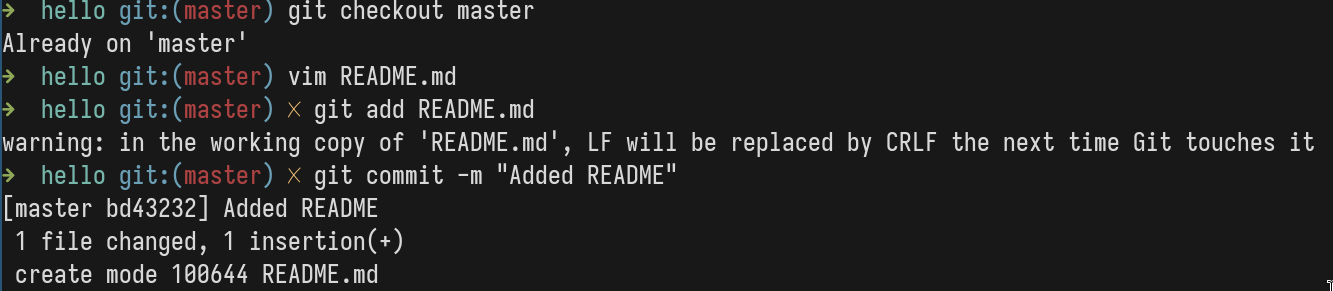 ➜  hello git:(master) git checkout master
Already on 'master'
➜  hello git:(master) vim README.md
➜  hello git:(master) ✗ git add README.md
warning: in the working copy of 'README.md', LF will be replaced by CRLF the next time Git touches it
➜  hello git:(master) ✗ git commit -m "Added README"
[master bd43232] Added README
 1 file changed, 1 insertion(+)
 create mode 100644 README.md